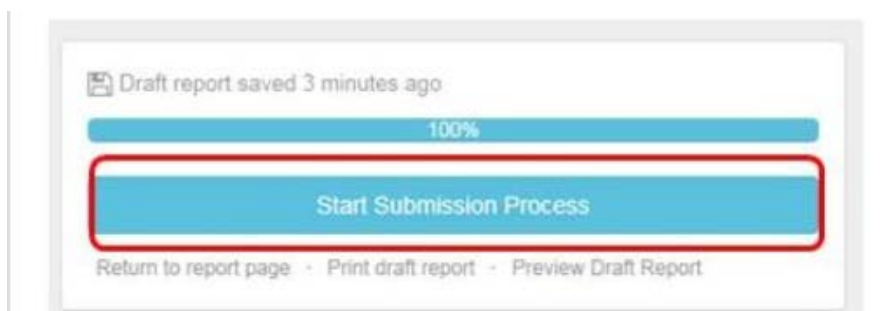 Draft report saved 3 minutes ago
100%
Start Submission Process
Return to report page - Print draft report - Preview Draft Report